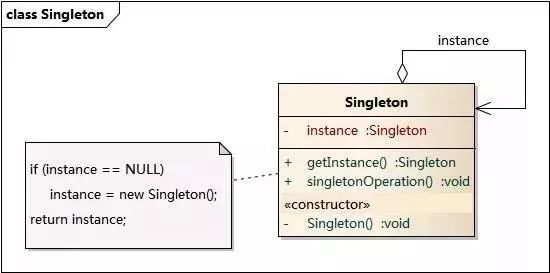 class Singleton
instance
Singleton
- instance :Singleton
+ getInstance() :Singleton
+ singletonOperation() :void
«constructor»
- Singleton() :void
if (instance == NULL)
instance = new Singleton();
return instance;